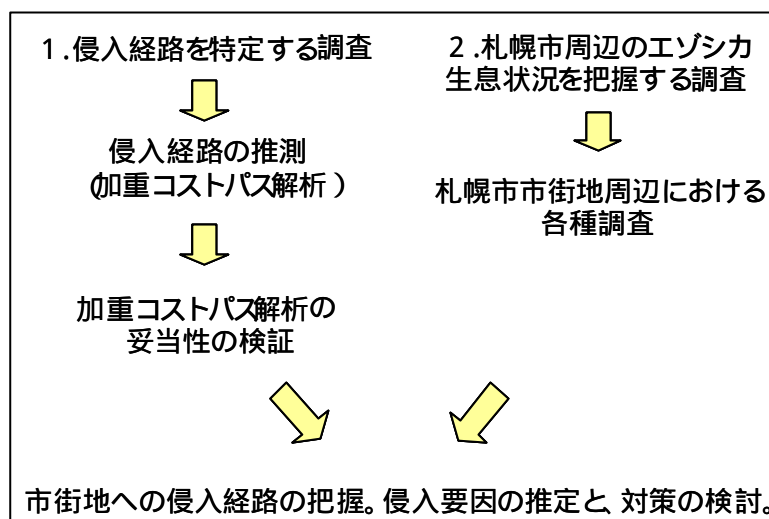 1.侵入経路を特定する調査
侵入経路の推測
(加重コストパス解析)
加重コストパス解析の
妥当性の検証
2.札幌市周辺のエゾシカ
生息状況を把握する調査
札幌市市街地周辺における
各種調査
市街地への侵入経路の把握。侵入要因の推定と、対策の検討。